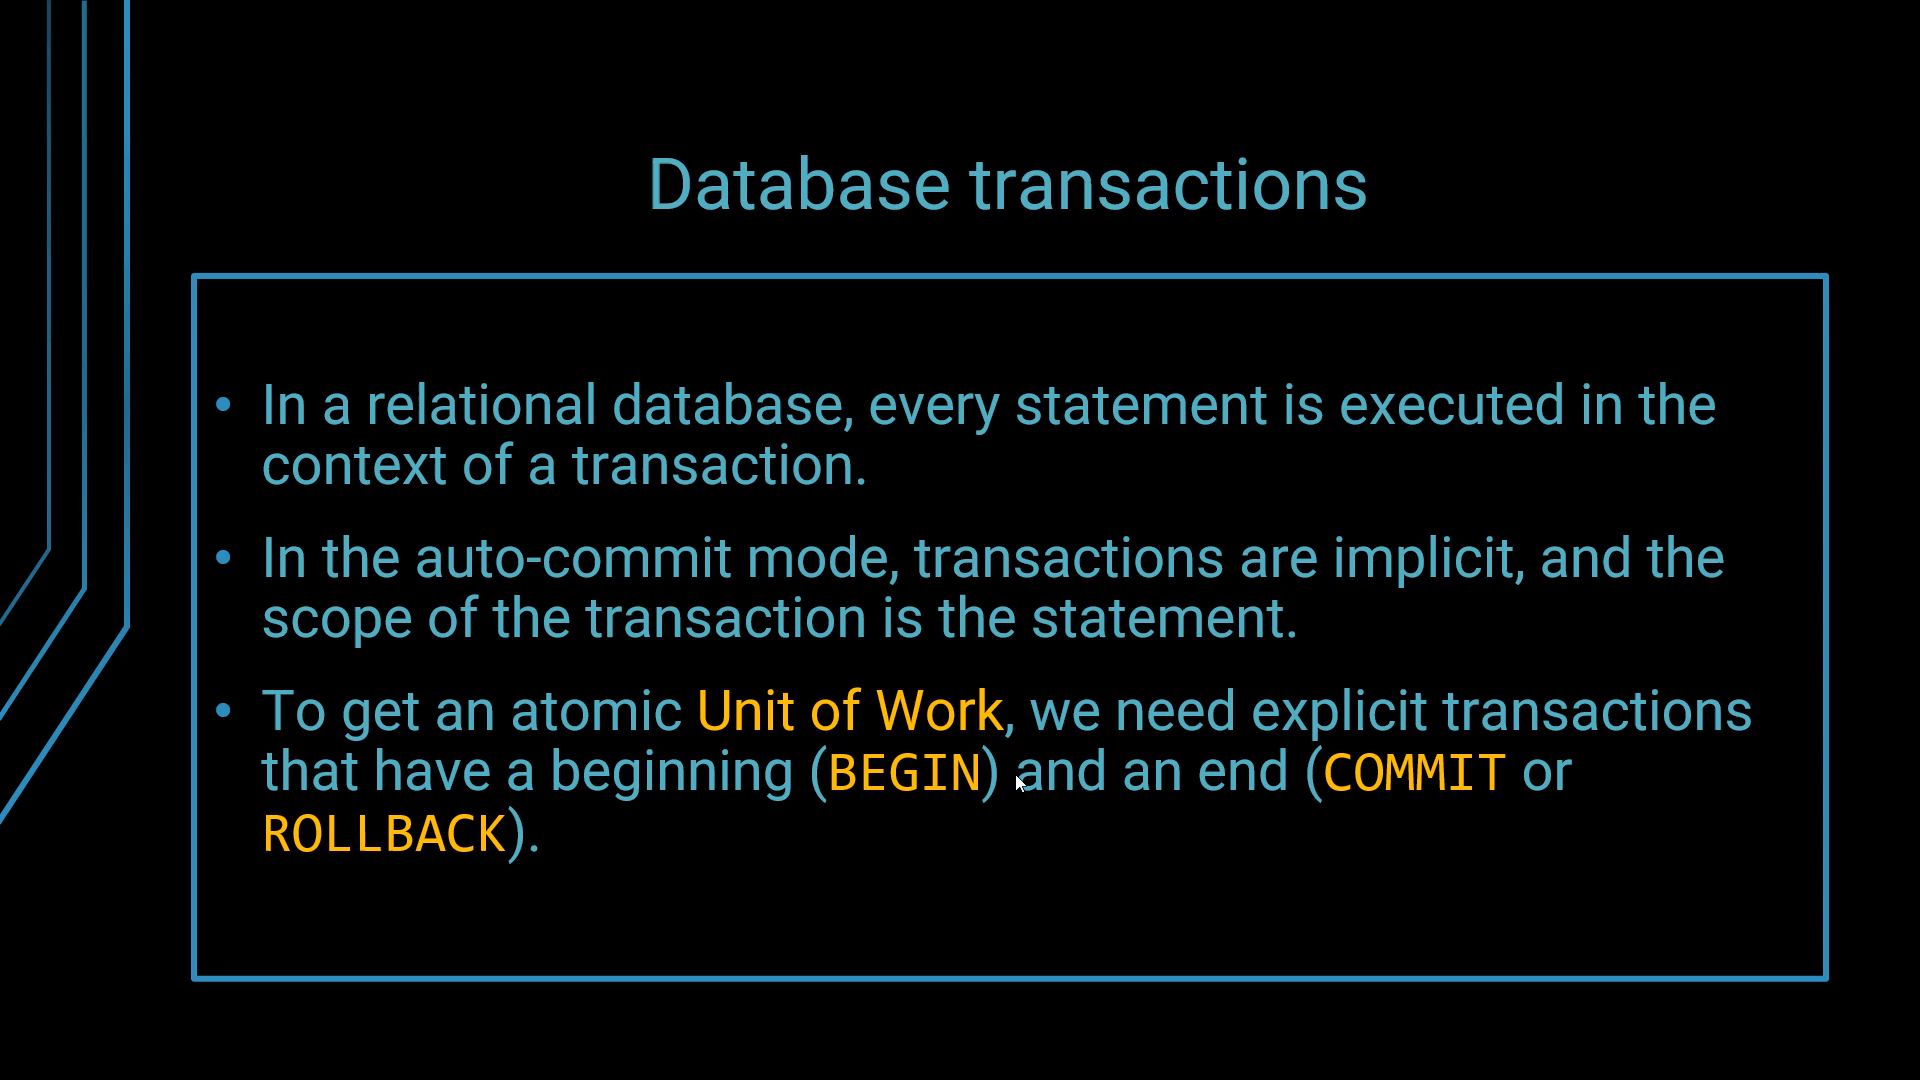 Database transactions
• In a relational database, every statement is executed in the
context of a transaction.
• In the auto-commit mode, transactions are implicit, and the
scope of the transaction is the statement.
• To get an atomic Unit of Work, we need explicit transactions
that have a beginning (BEGIN) and an end (COMMIT or
ROLLBACK).